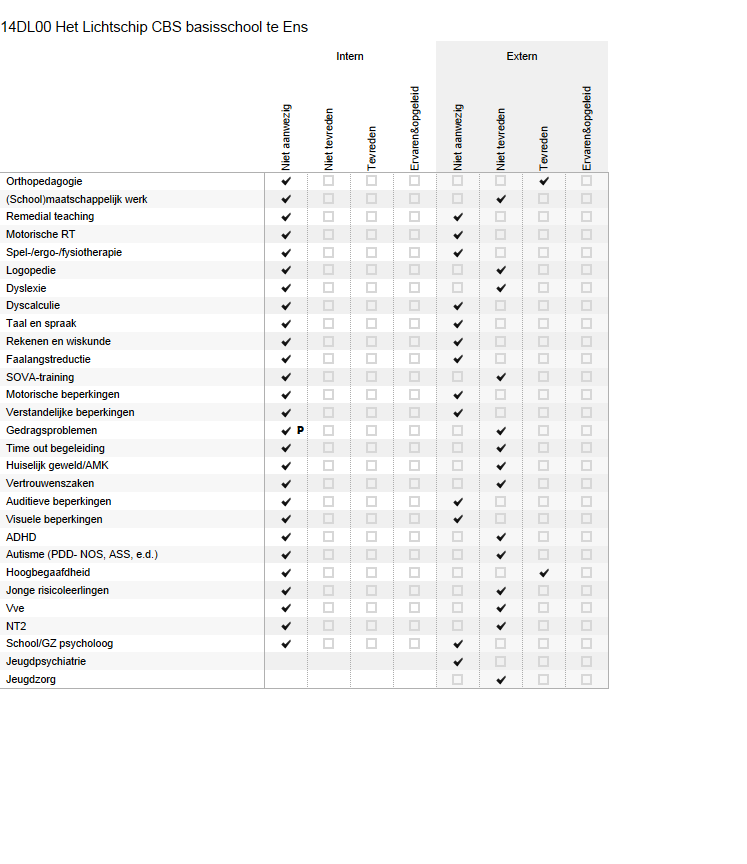 14DL00 Het Lichtschip CBS basisschool te Ens
Intern Extern
Niet aanwezig Niet tevreden Tevreden Ervaren&opgeleid Niet aanwezig Niet tevreden Tevreden Ervaren&opgeleid
Orthopedagogie
(School)maatschappelijk werk
Remedial teaching
Motorische RT
Spel-/ergo-/fysiotherapie
Logopedie
Dyslexie
Dyscalculie
Taal en spraak
Rekenen en wiskunde
Faalangstreductie
SOVA-training
Motorische beperkingen
Verstandelijke beperkingen
Gedragsproblemen P
Time out begeleiding
Huiselijk geweld/AMK
Vertrouwenszaken
Auditieve beperkingen
Visuele beperkingen
ADHD
Autisme (PDD- NOS, ASS, e.d.)
Hoogbegaafdheid
Jonge risicoleerlingen
Vve
NT2
School/GZ psycholoog
Jeugdpsychiatrie
Jeugdzorg